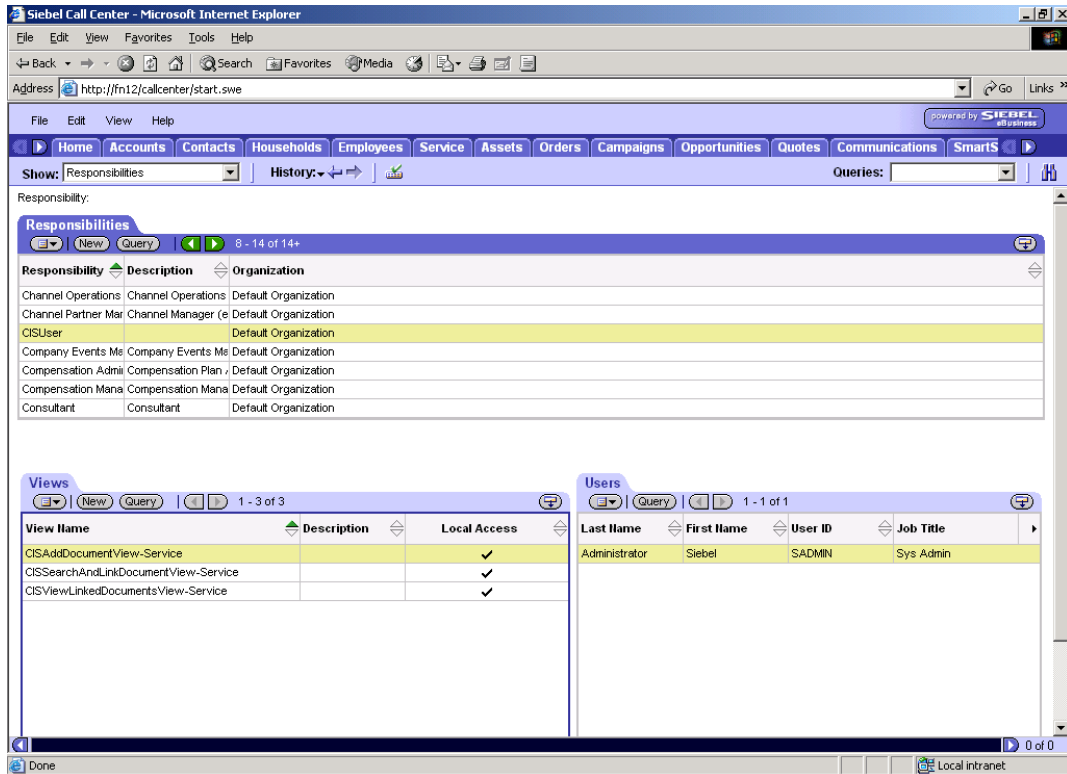 Siebel Call Center - Microsoft Internet Explorer
File Edit View Favorites Tools Help
Back Search Favorites Media
Address http://fn12/callcenter/start.swe Go Links »
File Edit View Help powered by SIEBEL eBusiness
Home Accounts Contacts Households Employees Service Assets Orders Campaigns Opportunities Quotes Communications SmartS
Show: Responsibilities History: Queries:
Responsibility:
Responsibilities
New Query 8 - 14 of 14+
Responsibility Description Organization
Channel Operations Channel Operations Default Organization
Channel Partner Mar Channel Manager (e Default Organization
CISUser Default Organization
Company Events Ma Company Events Ma Default Organization
Compensation Admi Compensation Plan Default Organization
Compensation Mana Compensation Mana Default Organization
Consultant Consultant Default Organization
Views Users
New Query 1 - 3 of 3 Query 1 - 1 of 1
View Name Description Local Access Last Name First Name User ID Job Title
CISAddDocumentView-Service ✓ Administrator Siebel SADMIN Sys Admin
CISSearchAndLinkDocumentView-Service ✓
CISViewLinkedDocumentsView-Service ✓
0 of 0
Done Local intranet